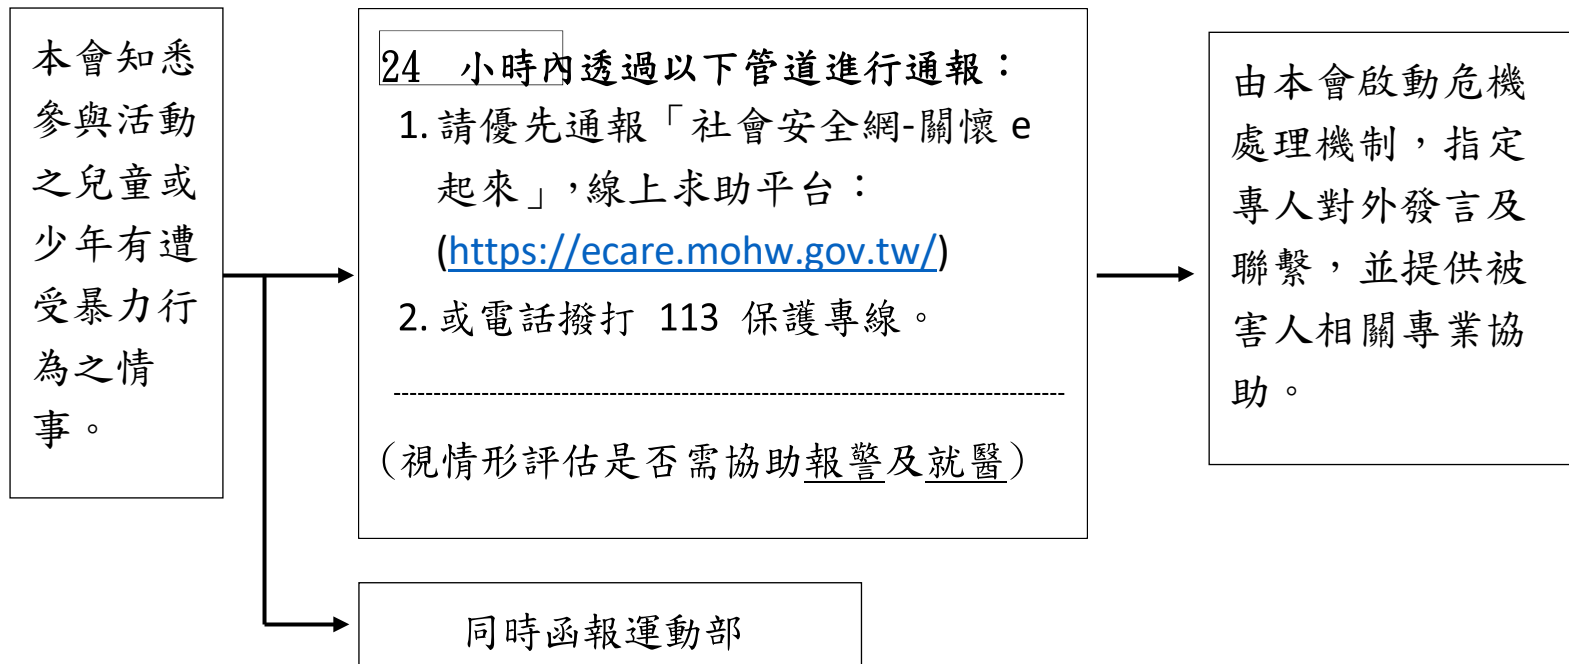 本會知悉
參與活動
之兒童或
少年有遭
受暴力行
為之情
事。
24 小時內透過以下管道進行通報：
1. 請優先通報「社會安全網-關懷 e
起來」，線上求助平台：
(https://ecare.mohw.gov.tw/)
2. 或電話撥打 113 保護專線。
--------------------------------------------------------------------------------
(視情形評估是否需協助報警及就醫)
由本會啟動危機
處理機制，指定
專人對外發言及
聯繫，並提供被
害人相關專業協
助。
同時函報運動部